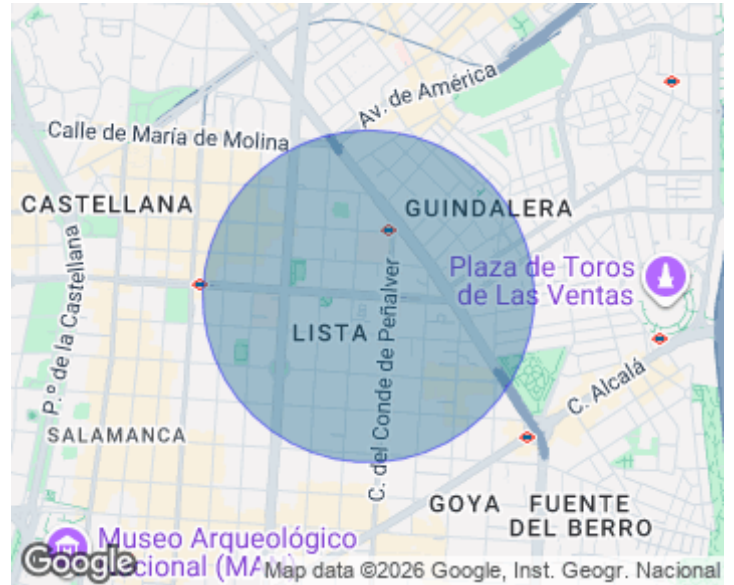 Av. de América
Calle de María de Molina
CASTELLANA
GUINDALERA
Plaza de Toros
de Las Ventas
P.º de la Castellana
C. del Conde de Peñalver
LISTA
C. Alcalá
SALAMANCA
GOYA
FUENTE
DEL BERRO
Museo Arqueológico
Nacional (MAN)
Google
Map data ©2026 Google, Inst. Geogr. Nacional